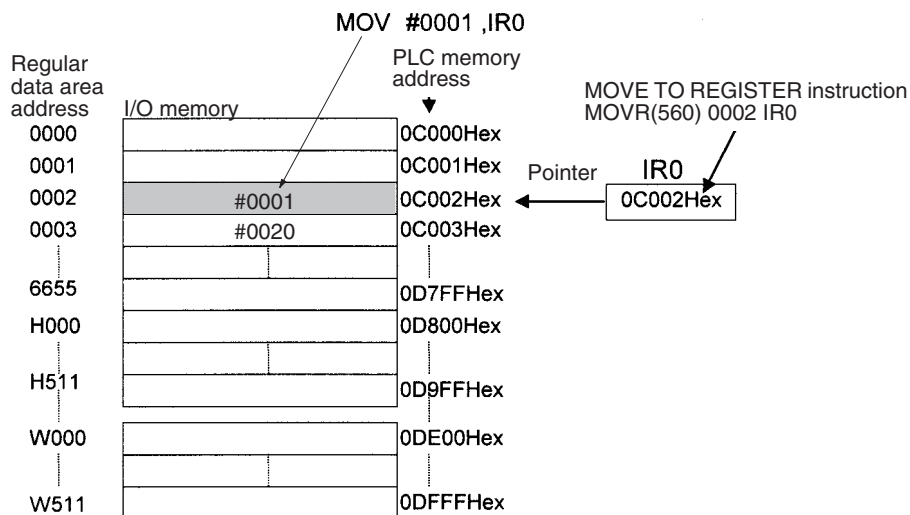 MOV #0001 ,IR0
Regular
data area
address
I/O memory
PLC memory
address
MOVE TO REGISTER instruction
MOVR(560) 0002 IR0
0000
0C000Hex
0001
0C001Hex
Pointer
IR0
0002
#0001
0C002Hex
0C002Hex
0003
#0020
0C003Hex
6655
0D7FFHex
H000
0D800Hex
H511
0D9FFHex
W000
0DE00Hex
W511
0DFFFHex